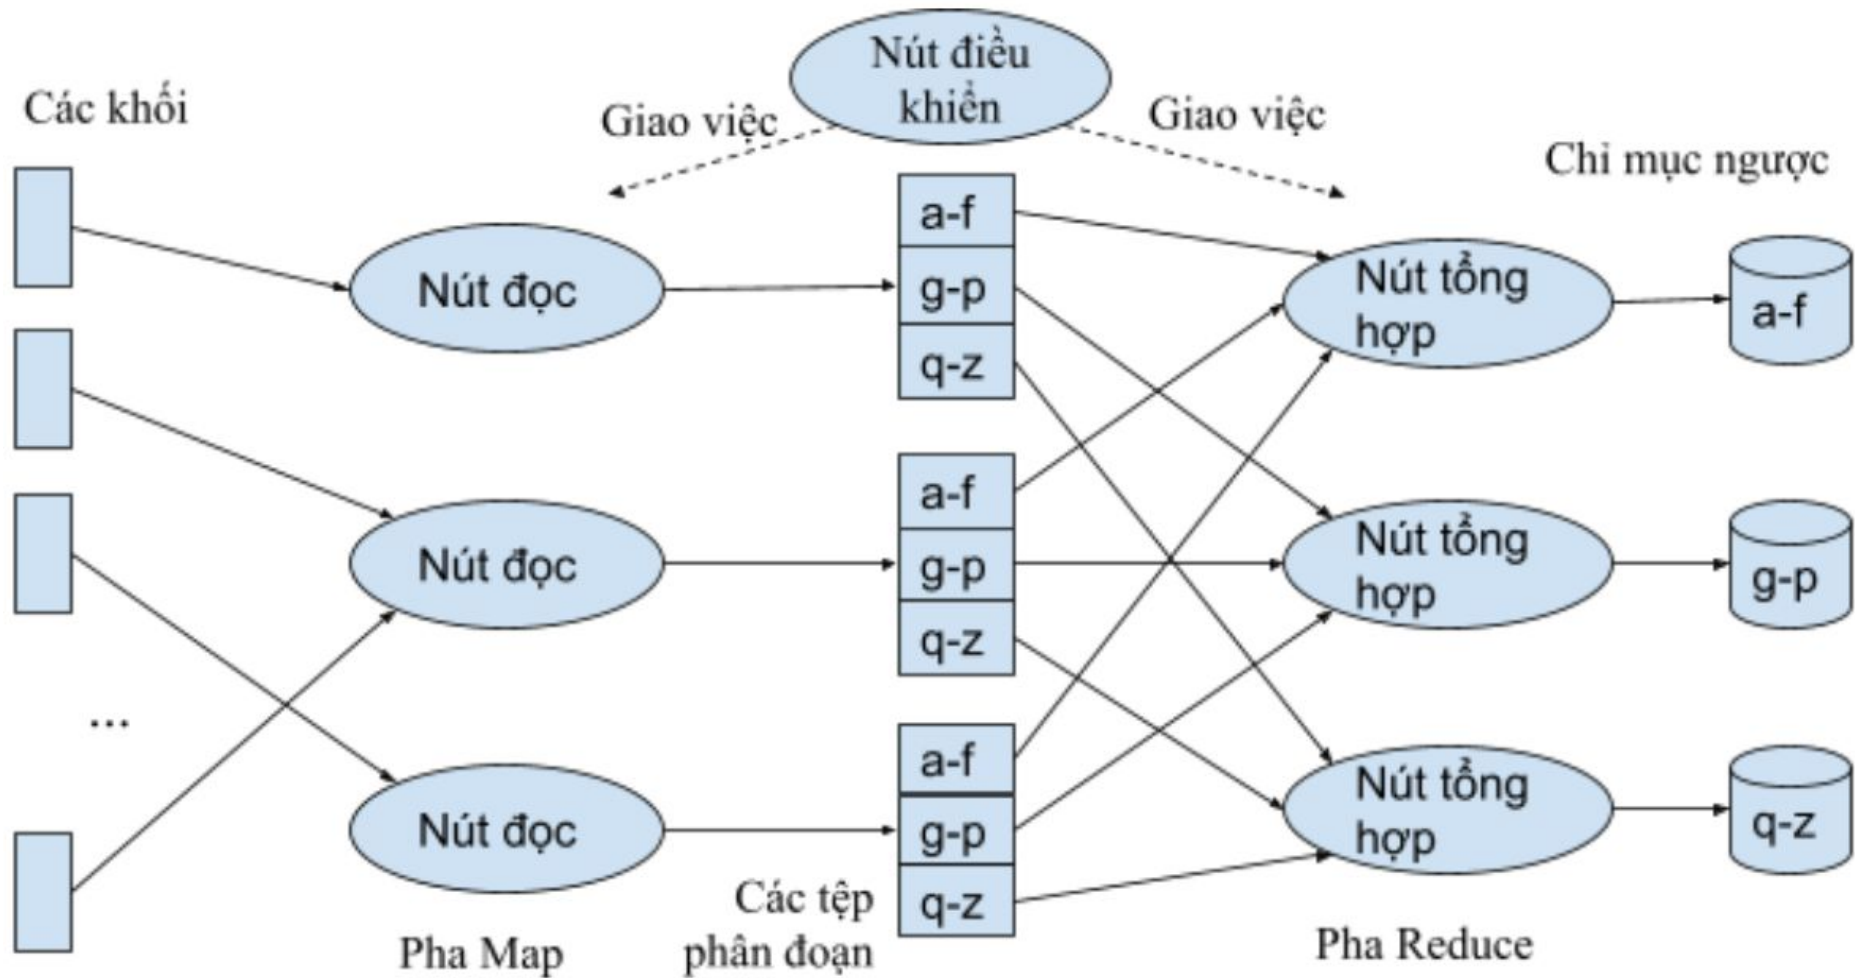 Nút điều
khiển
Các khối
Giao việc
Giao việc
Chỉ mục ngược
a-f
g-p
q-z
Nút đọc
Nút tổng
hợp
a-f
a-f
g-p
q-z
Nút đọc
Nút tổng
hợp
g-p
...
a-f
g-p
q-z
Nút đọc
Nút tổng
hợp
q-z
Các tệp
phân đoạn
Pha Map
Pha Reduce